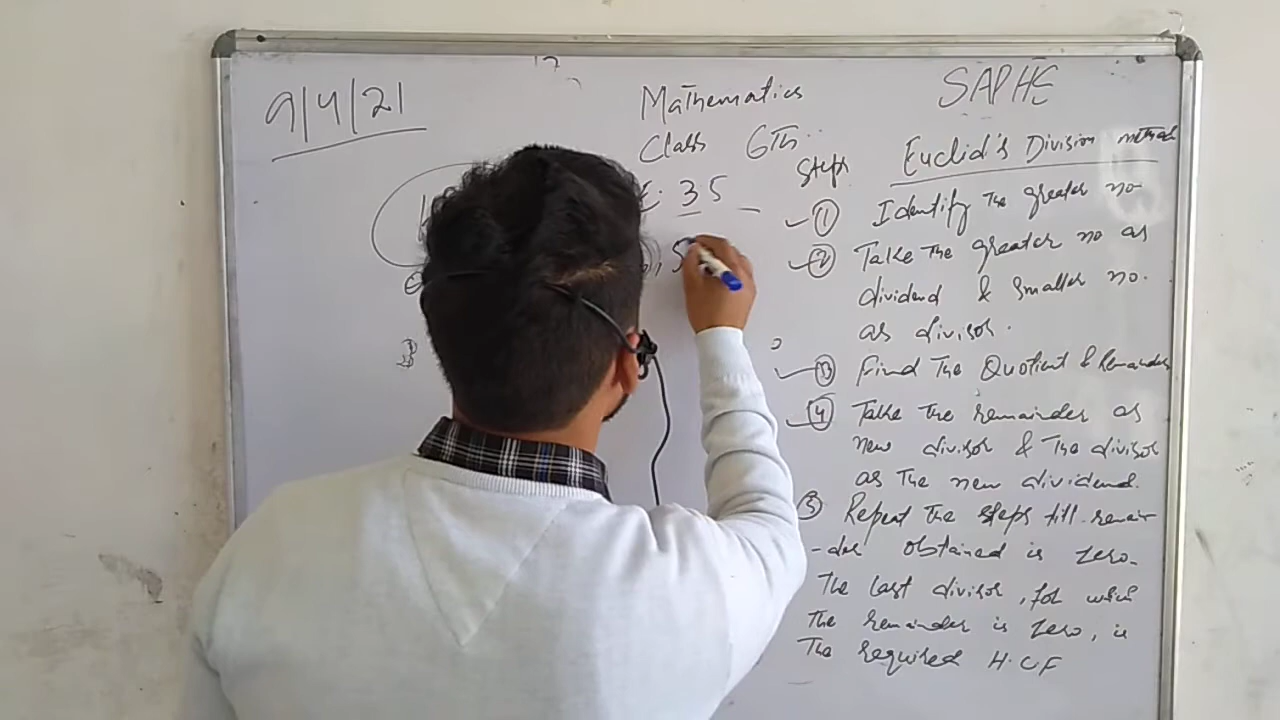 9/4/21
Mathematics
SAPHE
Class 6Th
Steps
Euclid's Division method
: 35
, 5
① Identify The greater no
② Take The greater no as
dividend & smaller no.
as divisor.
③ Find The Quotient & Remainder
④ Take The remainder as
new divisor & The divisor
as The new dividend.
⑤ Repeat The steps till remain
-der obtained is zero.
The last divisor, for which
The remainder is zero, is
The required H.CF